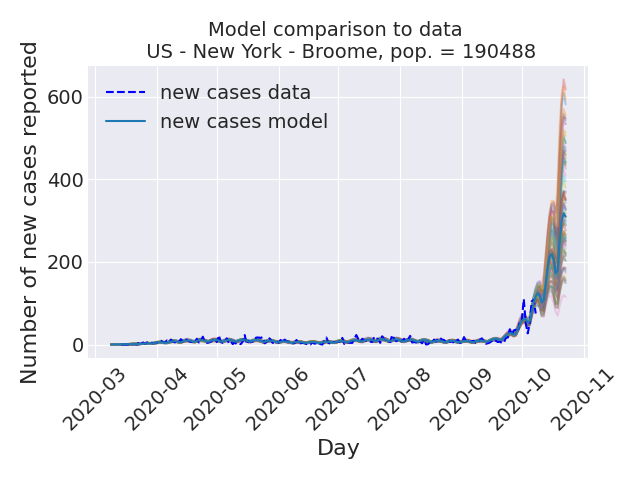 Model comparison to data
US - New York - Broome, pop. = 190488
Number of new cases reported
600
400
200
0
new cases data
new cases model
2020-03
2020-04
2020-05
2020-06
2020-07
2020-08
2020-09
2020-10
2020-11
Day